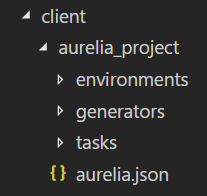 client
aurelia_project
environments
generators
tasks
{} aurelia.json